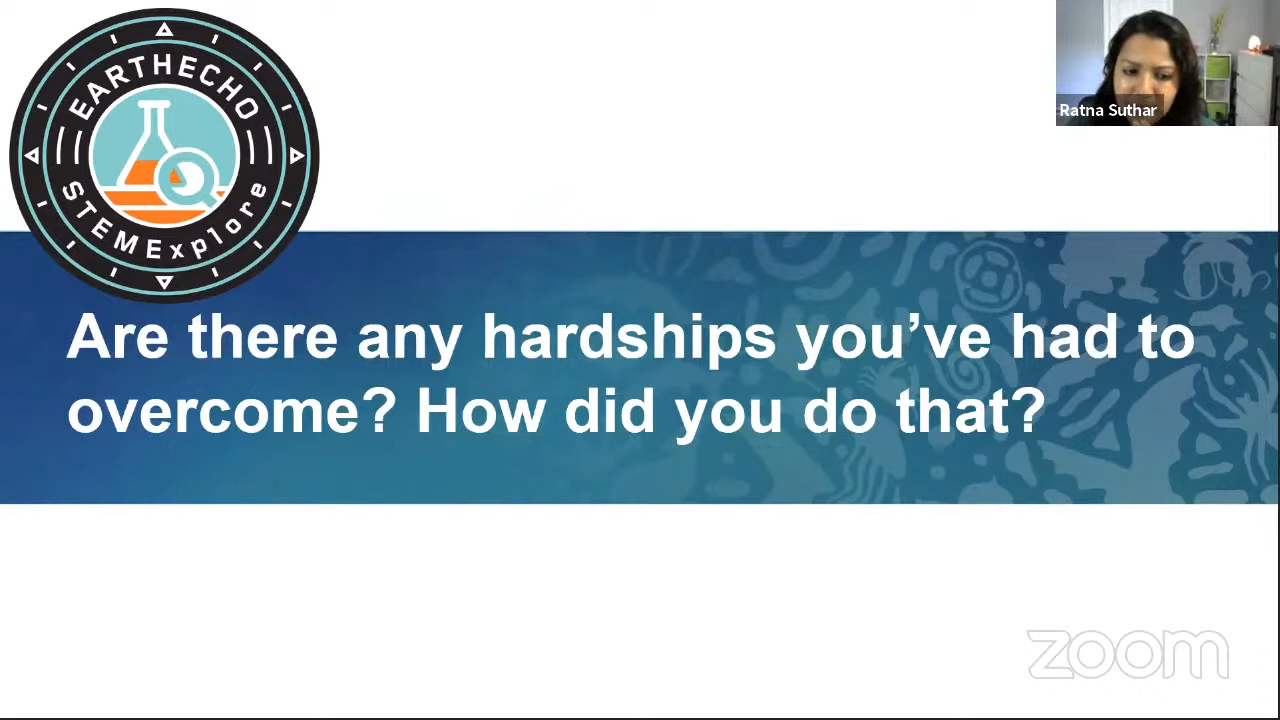 EARTHECHO
STEMExplore
Ratna Suthar
Are there any hardships you’ve had to
overcome? How did you do that?
zoom